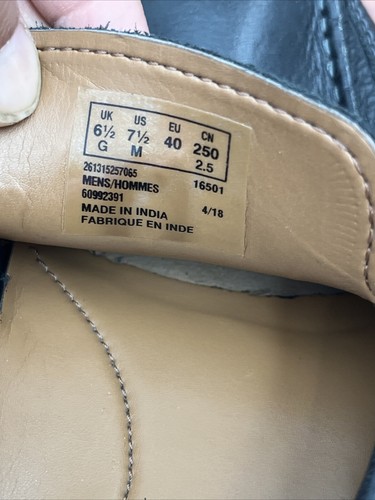 UK US EU CN
6½ 7½ 40 250
G M 2.5
261315257065 16501
MENS/HOMMES
60992391 4/18
MADE IN INDIA
FABRIQUE EN INDE